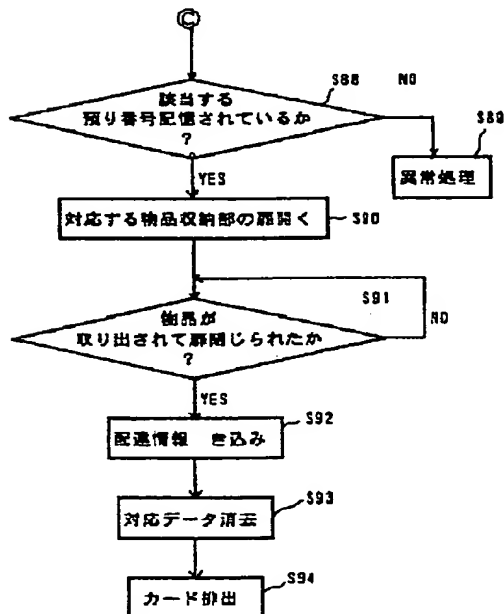 C
S88
NO
該当する
預り番号記憶されているか
?
S89
異常処理
YES
対応する物品収納部の扉開く
S90
S91
NO
物品が
取り出されて扉閉じられたか
?
YES
S92
配達情報 き込み
S93
対応データ消去
S94
カード排出